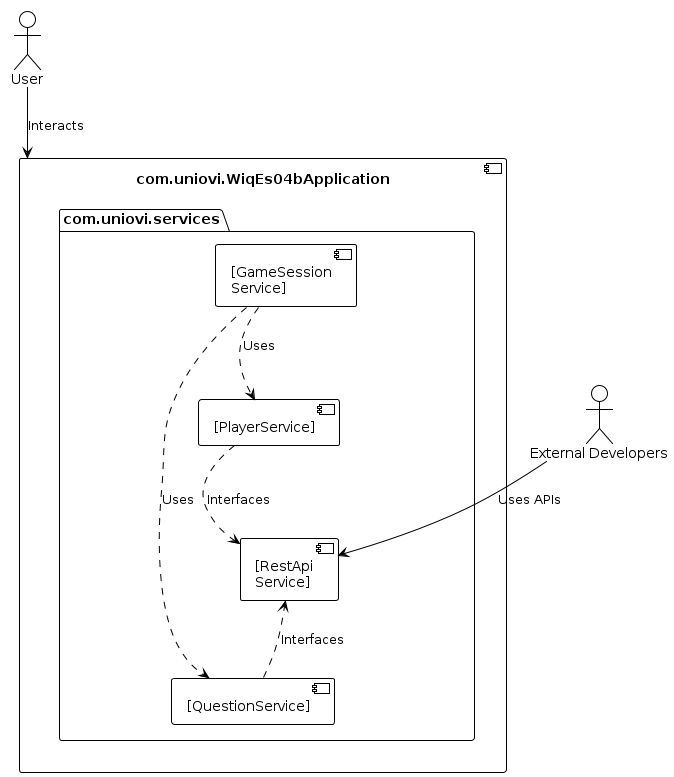 User
Interacts
com.uniovi.WiqEs04bApplication
com.uniovi.services
[GameSession
Service]
Uses
[PlayerService]
External Developers
Uses
Interfaces
Uses APIs
[RestApi
Service]
Interfaces
[QuestionService]